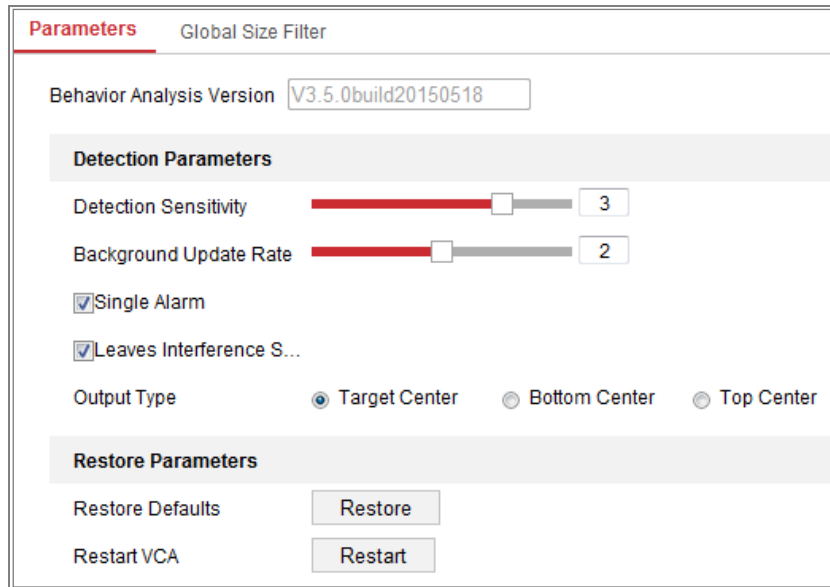 Parameters Global Size Filter
Behavior Analysis Version V3.5.0build20150518
Detection Parameters
Detection Sensitivity 3
Background Update Rate 2
Single Alarm
Leaves Interference S...
Output Type Target Center Bottom Center Top Center
Restore Parameters
Restore Defaults Restore
Restart VCA Restart